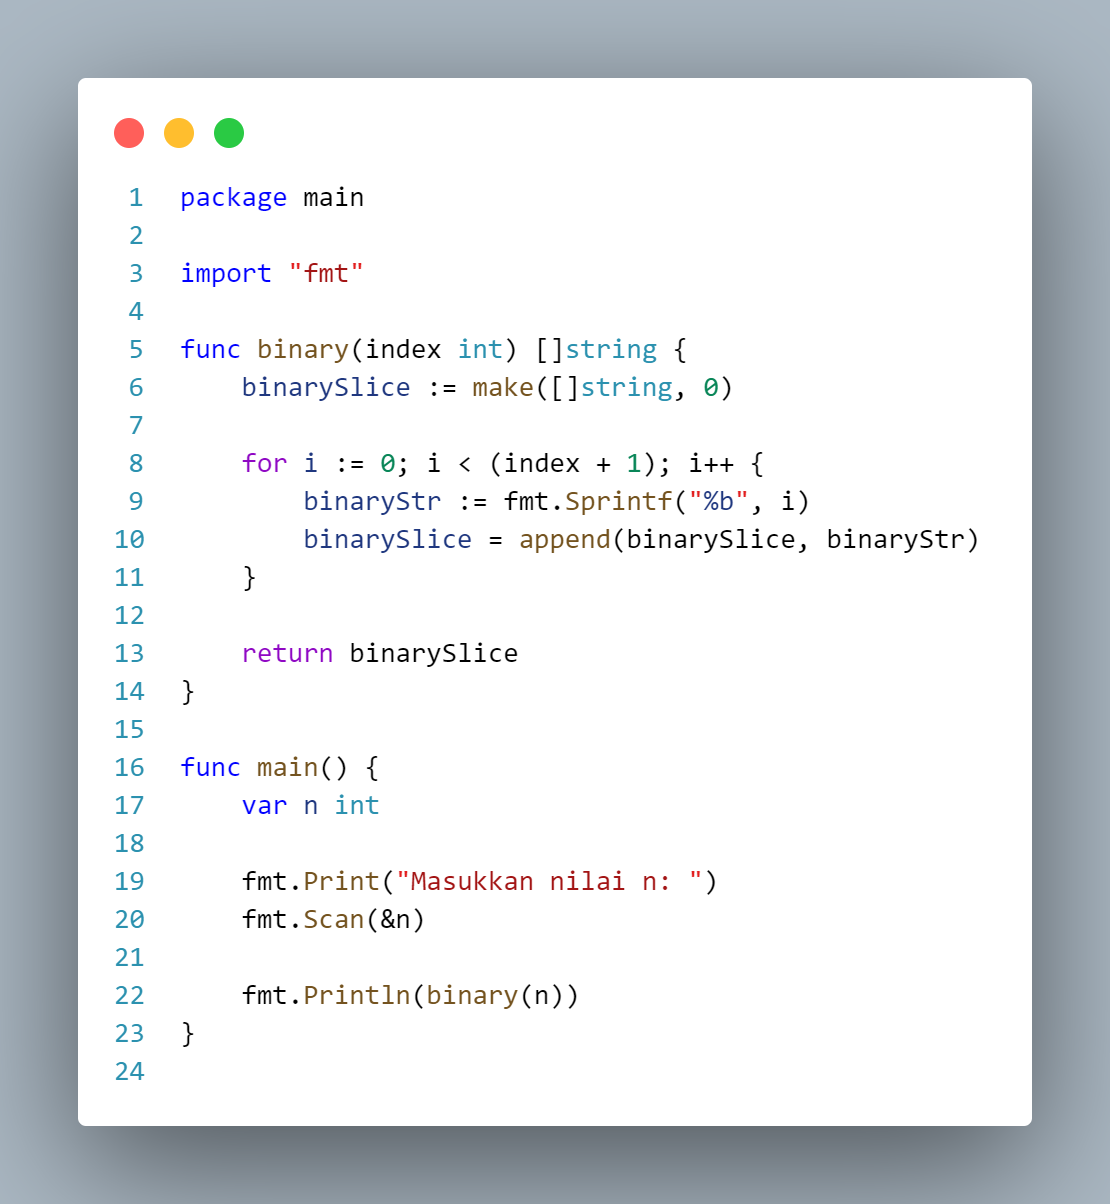 1 package main
2
3 import "fmt"
4
5 func binary(index int) []string {
6     binarySlice := make([]string, 0)
7
8     for i := 0; i < (index + 1); i++ {
9         binaryStr := fmt.Sprintf("%b", i)
10         binarySlice = append(binarySlice, binaryStr)
11     }
12
13     return binarySlice
14 }
15
16 func main() {
17     var n int
18
19     fmt.Print("Masukkan nilai n: ")
20     fmt.Scan(&n)
21
22     fmt.Println(binary(n))
23 }
24